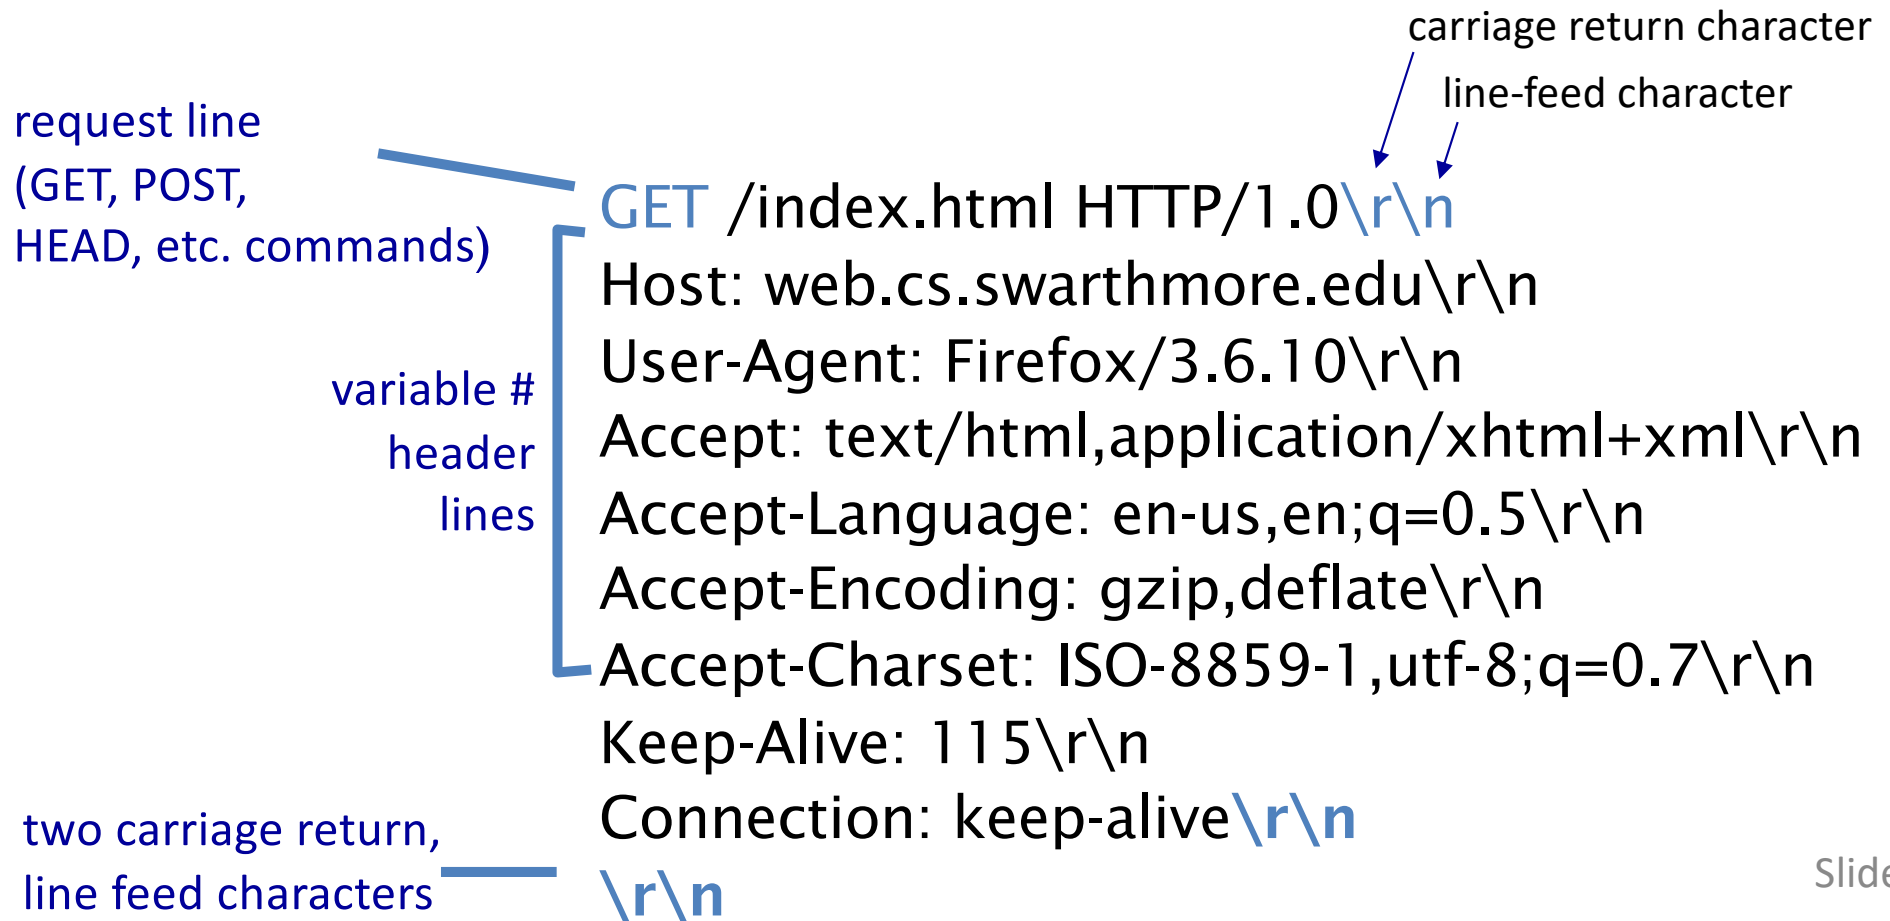 carriage return character
line-feed character
request line
(GET, POST,
HEAD, etc. commands)
GET /index.html HTTP/1.0\r\n
Host: web.cs.swarthmore.edu\r\n
User-Agent: Firefox/3.6.10\r\n
Accept: text/html,application/xhtml+xml\r\n
Accept-Language: en-us,en;q=0.5\r\n
Accept-Encoding: gzip,deflate\r\n
Accept-Charset: ISO-8859-1,utf-8;q=0.7\r\n
Keep-Alive: 115\r\n
Connection: keep-alive\r\n
\r\n
variable #
header
lines
two carriage return,
line feed characters
Slide